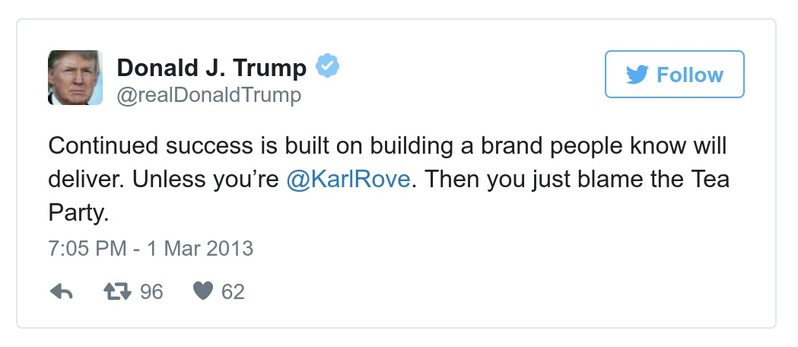 Donald J. Trump
@realDonaldTrump
Follow
Continued success is built on building a brand people know will
deliver. Unless you’re @KarlRove. Then you just blame the Tea
Party.
7:05 PM - 1 Mar 2013
96 62